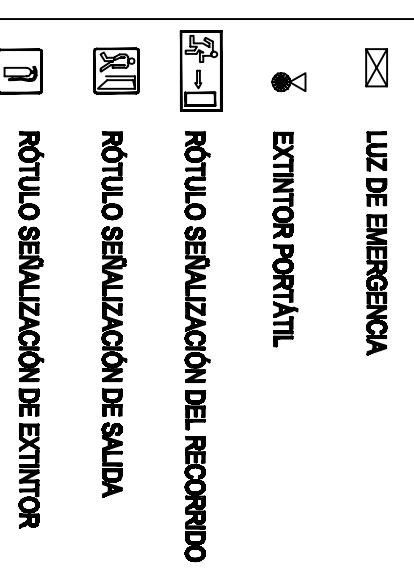 LUZ DE EMERGENCIA
EXTINTOR PORTÁTIL
RÓTULO SEÑALIZACIÓN DEL RECORRIDO
RÓTULO SEÑALIZACIÓN DE SALIDA
RÓTULO SEÑALIZACIÓN DE EXTINTOR